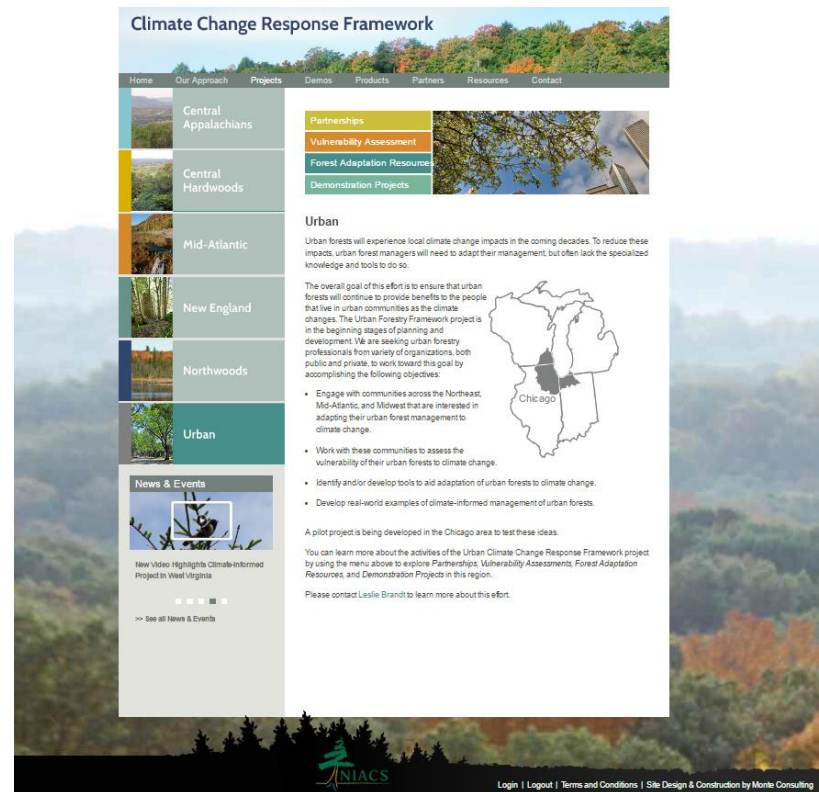 Climate Change Response Framework
Home Our Approach Projects Demos Products Partners Resources Contact
Central
Appalachians
Central
Hardwoods
Mid-Atlantic
New England
Northwoods
Urban
News & Events
New Video Highlights Climate-Informed
Project in West Virginia
>> See all News & Events
Partnerships
Vulnerability Assessment
Forest Adaptation Resources
Demonstration Projects
Urban
Urban forests will experience local climate change impacts in the coming decades. To reduce these
impacts, urban forest managers will need to adapt their management, but often lack the specialized
knowledge and tools to do so.
The overall goal of this effort is to ensure that urban
forests will continue to provide benefits to the people
that live in urban communities as the climate
changes. The Urban Forestry Framework project is
in the beginning stages of planning and
development. We are seeking urban forestry
professionals from variety of organizations, both
public and private, to work toward this goal by
accomplishing the following objectives:
Chicago
• Engage with communities across the Northeast,
Mid-Atlantic, and Midwest that are interested in
adapting their urban forest management to
climate change.
• Work with these communities to assess the
vulnerability of their urban forests to climate change.
• Identify and/or develop tools to aid adaptation of urban forests to climate change.
• Develop real-world examples of climate-informed management of urban forests.
A pilot project is being developed in the Chicago area to test these ideas.
You can learn more about the activities of the Urban Climate Change Response Framework project
by using the menu above to explore Partnerships, Vulnerability Assessments, Forest Adaptation
Resources, and Demonstration Projects in this region.
Please contact Leslie Brandt to learn more about this effort.
NIACS
Login | Logout | Terms and Conditions | Site Design & Construction by Monte Consulting